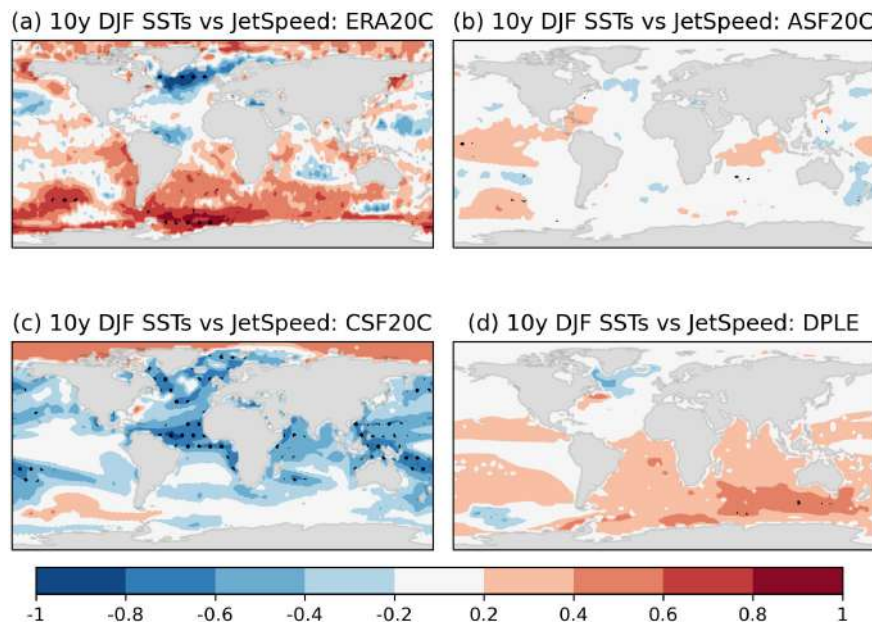 (a) 10y DJF SSTs vs JetSpeed: ERA20C
(b) 10y DJF SSTs vs JetSpeed: ASF20C
(c) 10y DJF SSTs vs JetSpeed: CSF20C
(d) 10y DJF SSTs vs JetSpeed: DPLE
-1 -0.8 -0.6 -0.4 -0.2 0.2 0.4 0.6 0.8 1